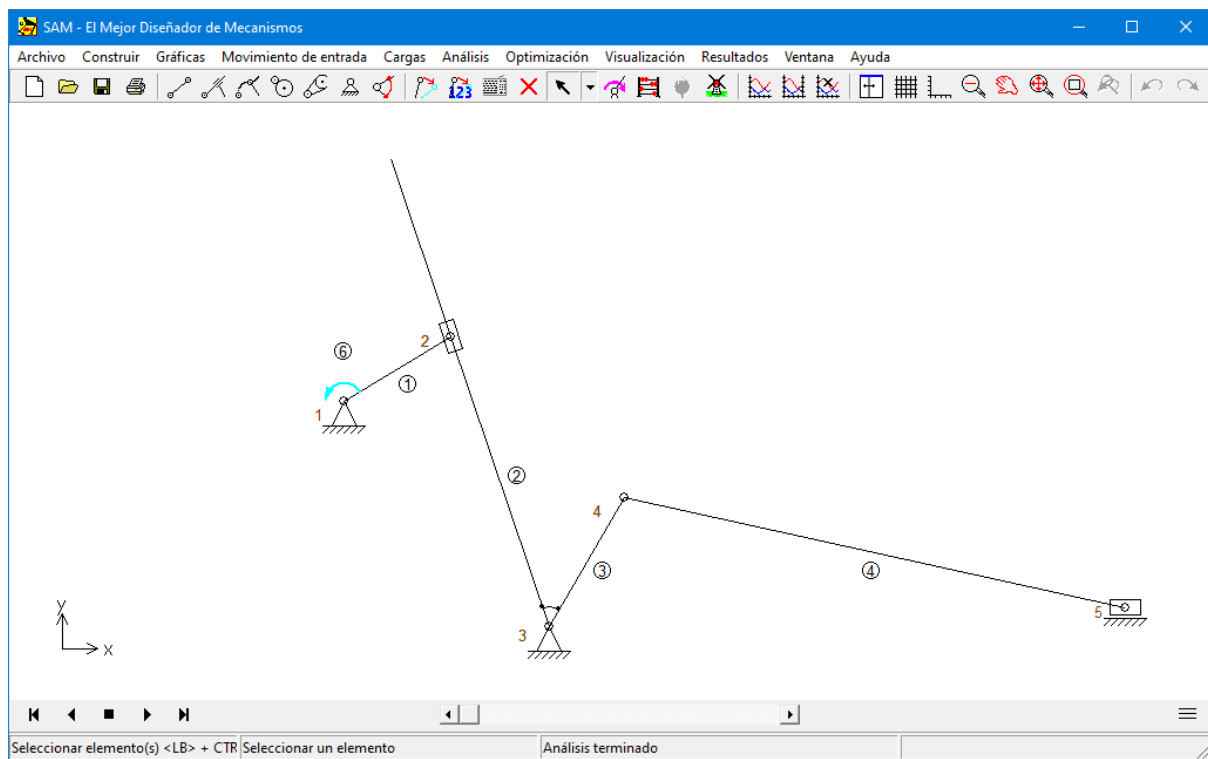 SAM - El Mejor Diseñador de Mecanismos
Archivo Construir Gráficas Movimiento de entrada Cargas Análisis Optimización Visualización Resultados Ventana Ayuda
123
2
6
1
1
2
4
3
4
y
5
3
x
Seleccionar elemento(s) <LB> + CTR Seleccionar un elemento Análisis terminado